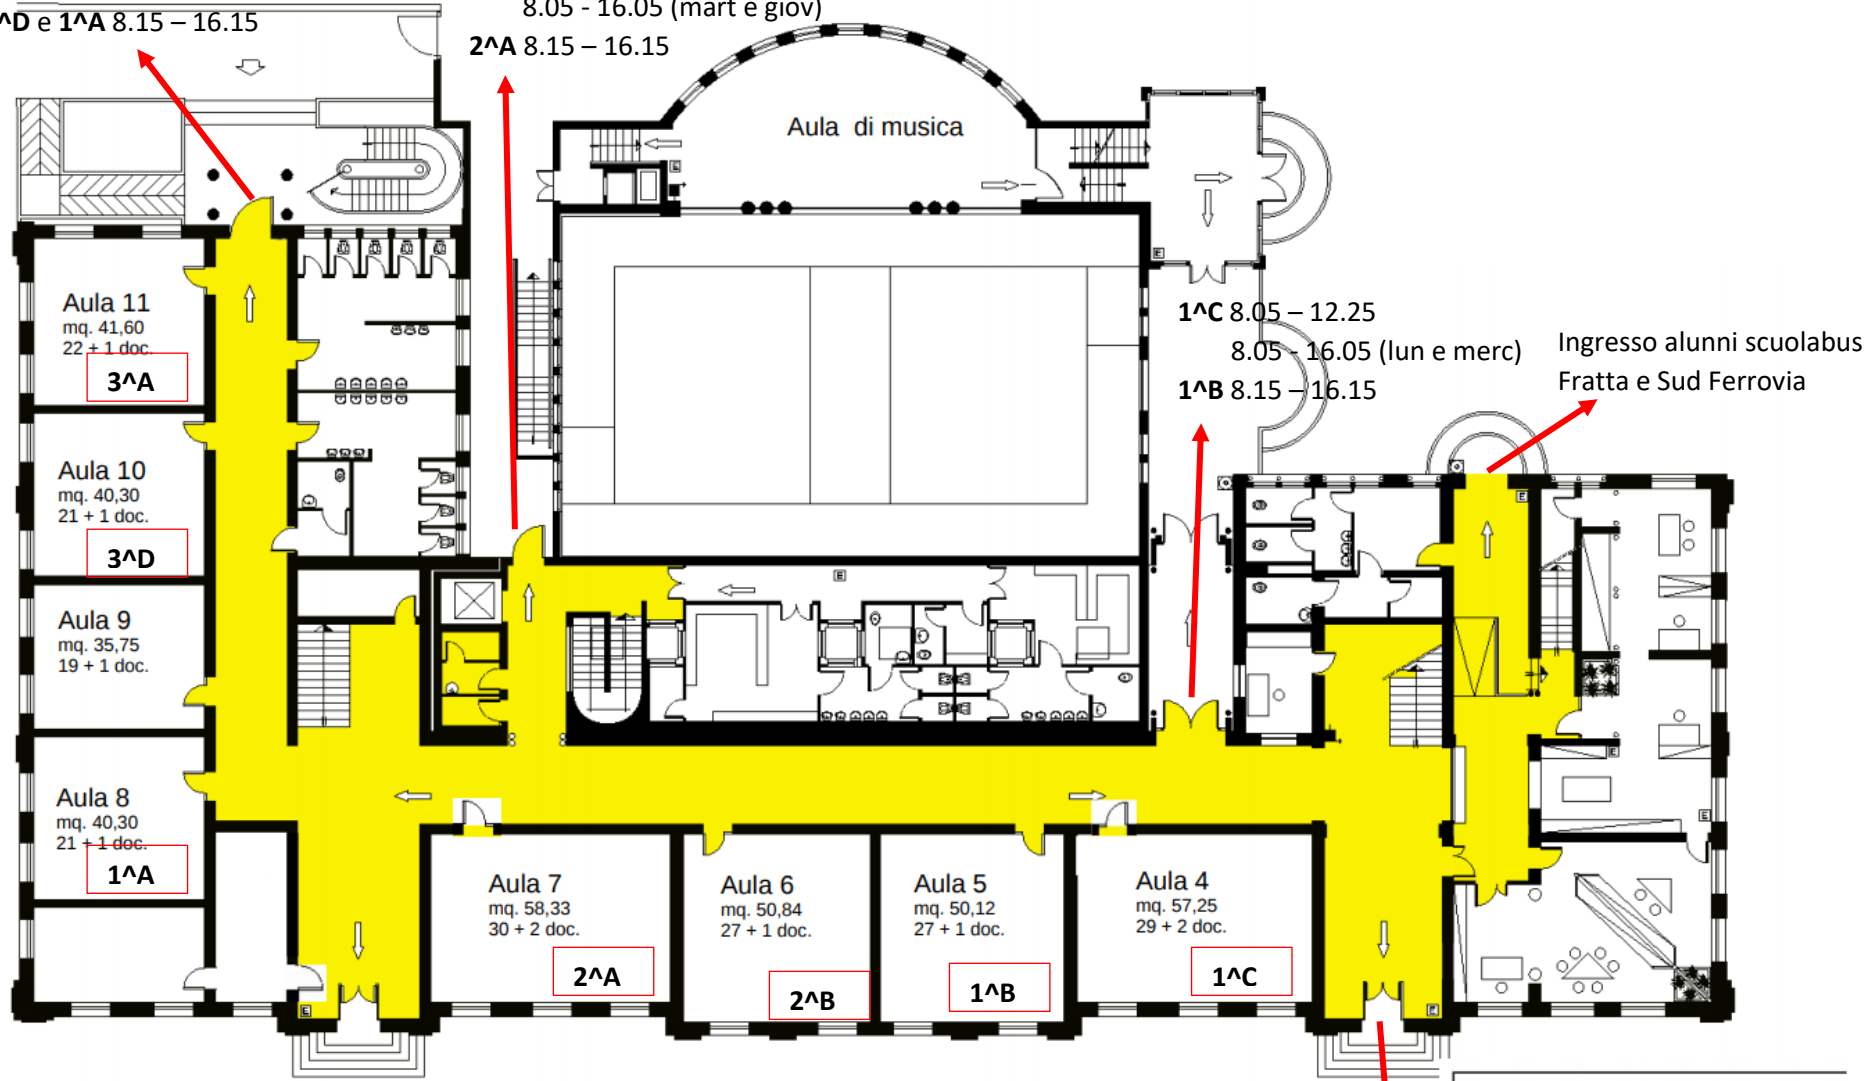 ^D e 1^A 8.15 – 16.15
8.05 - 16.05 (mart e giov)
2^A 8.15 – 16.15
Aula di musica
1^C 8.05 – 12.25
8.05 - 16.05 (lun e merc)
1^B 8.15 – 16.15
Ingresso alunni scuolabus
Fratta e Sud Ferrovia
Aula 11
mq. 41,60
22 + 1 doc.
3^A
Aula 10
mq. 40,30
21 + 1 doc.
3^D
Aula 9
mq. 35,75
19 + 1 doc.
Aula 8
mq. 40,30
21 + 1 doc.
1^A
Aula 7
mq. 58,33
30 + 2 doc.
2^A
Aula 6
mq. 50,84
27 + 1 doc.
2^B
Aula 5
mq. 50,12
27 + 1 doc.
1^B
Aula 4
mq. 57,25
29 + 2 doc.
1^C
E
E
E
E
E
E
E
E